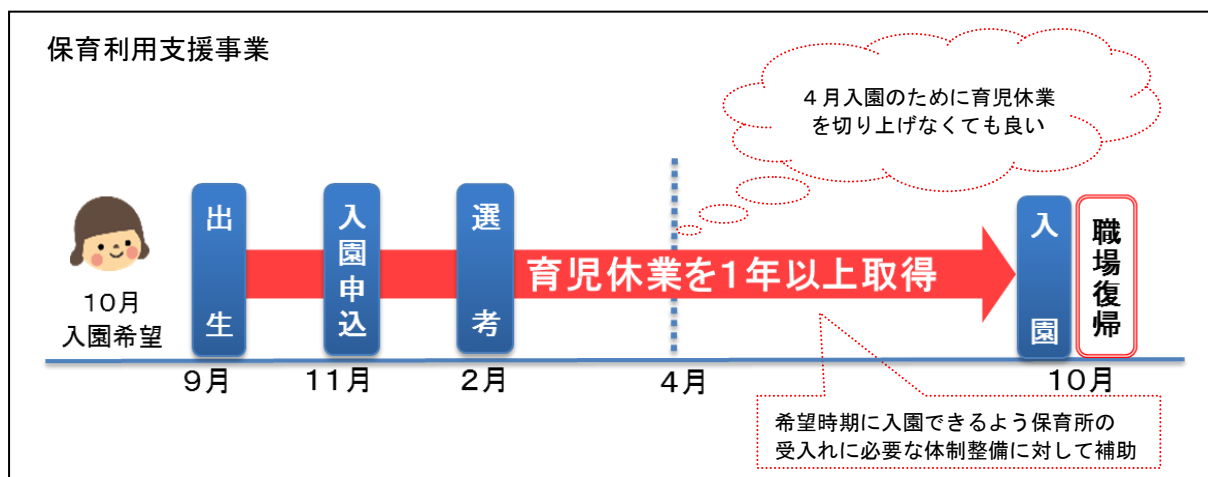 保育利用支援事業
４月入園のために育児休業
を切り上げなくても良い
10月
入園希望
出生
入園申込
選考
育児休業を１年以上取得
入園
職場復帰
９月
11月
２月
４月
10月
希望時期に入園できるよう保育所の
受入れに必要な体制整備に対して補助